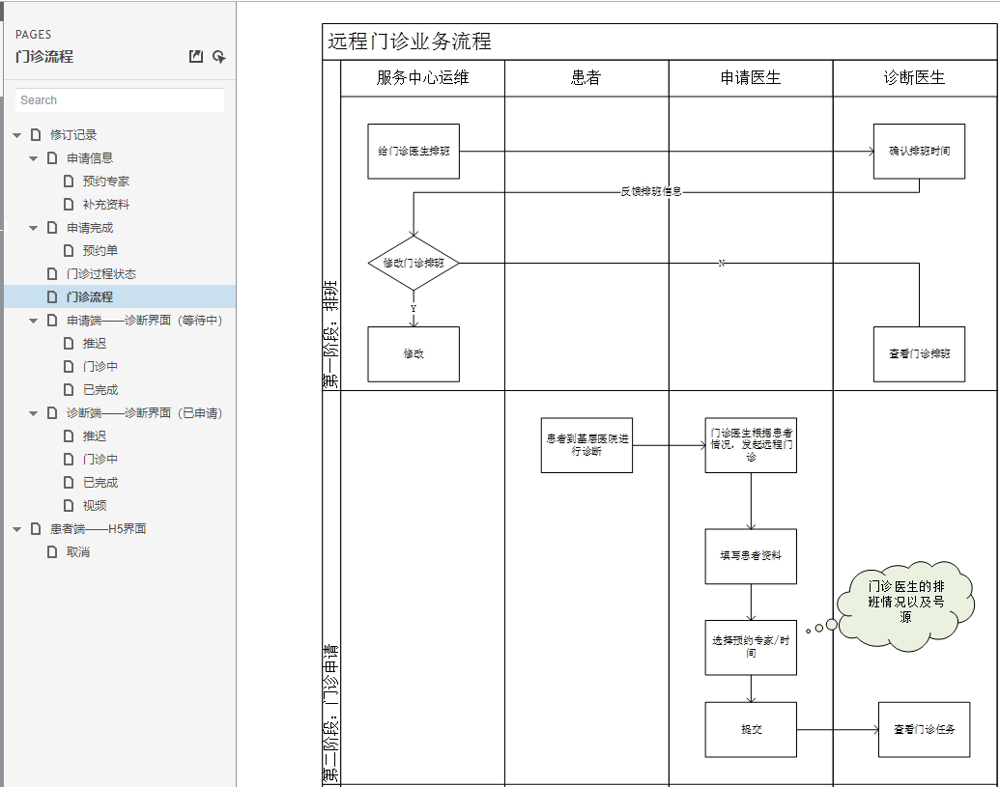 PAGES
门诊流程
Search
修订记录
申请信息
预约专家
补充资料
申请完成
预约单
门诊过程状态
门诊流程
申请端——诊断界面（等待中）
推迟
门诊中
已完成
诊断端——诊断界面（已申请）
推迟
门诊中
已完成
视频
患者端——H5界面
取消
远程门诊业务流程
服务中心运维
患者
申请医生
诊断医生
第一阶段：排班
给门诊医生排班
确认排班时间
反馈排班信息
修改门诊排班
N
Y
修改
查看门诊排班
第二阶段：门诊申请
患者到基层医院进
行诊断
门诊医生根据患者
情况，发起远程门
诊
填写患者资料
门诊医生的排
班情况以及号
源
选择预约专家/时
间
提交
查看门诊任务